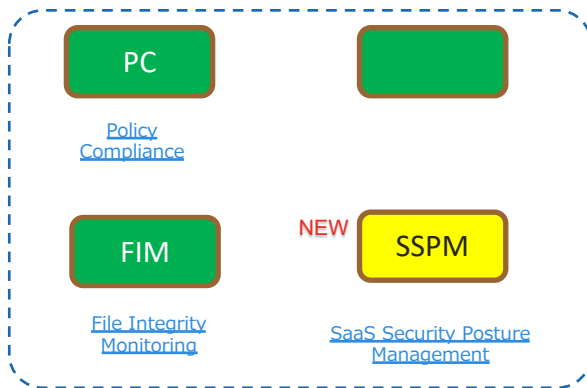 PC
Policy
Compliance
FIM
File Integrity
Monitoring
NEW
SSPM
SaaS Security Posture
Management